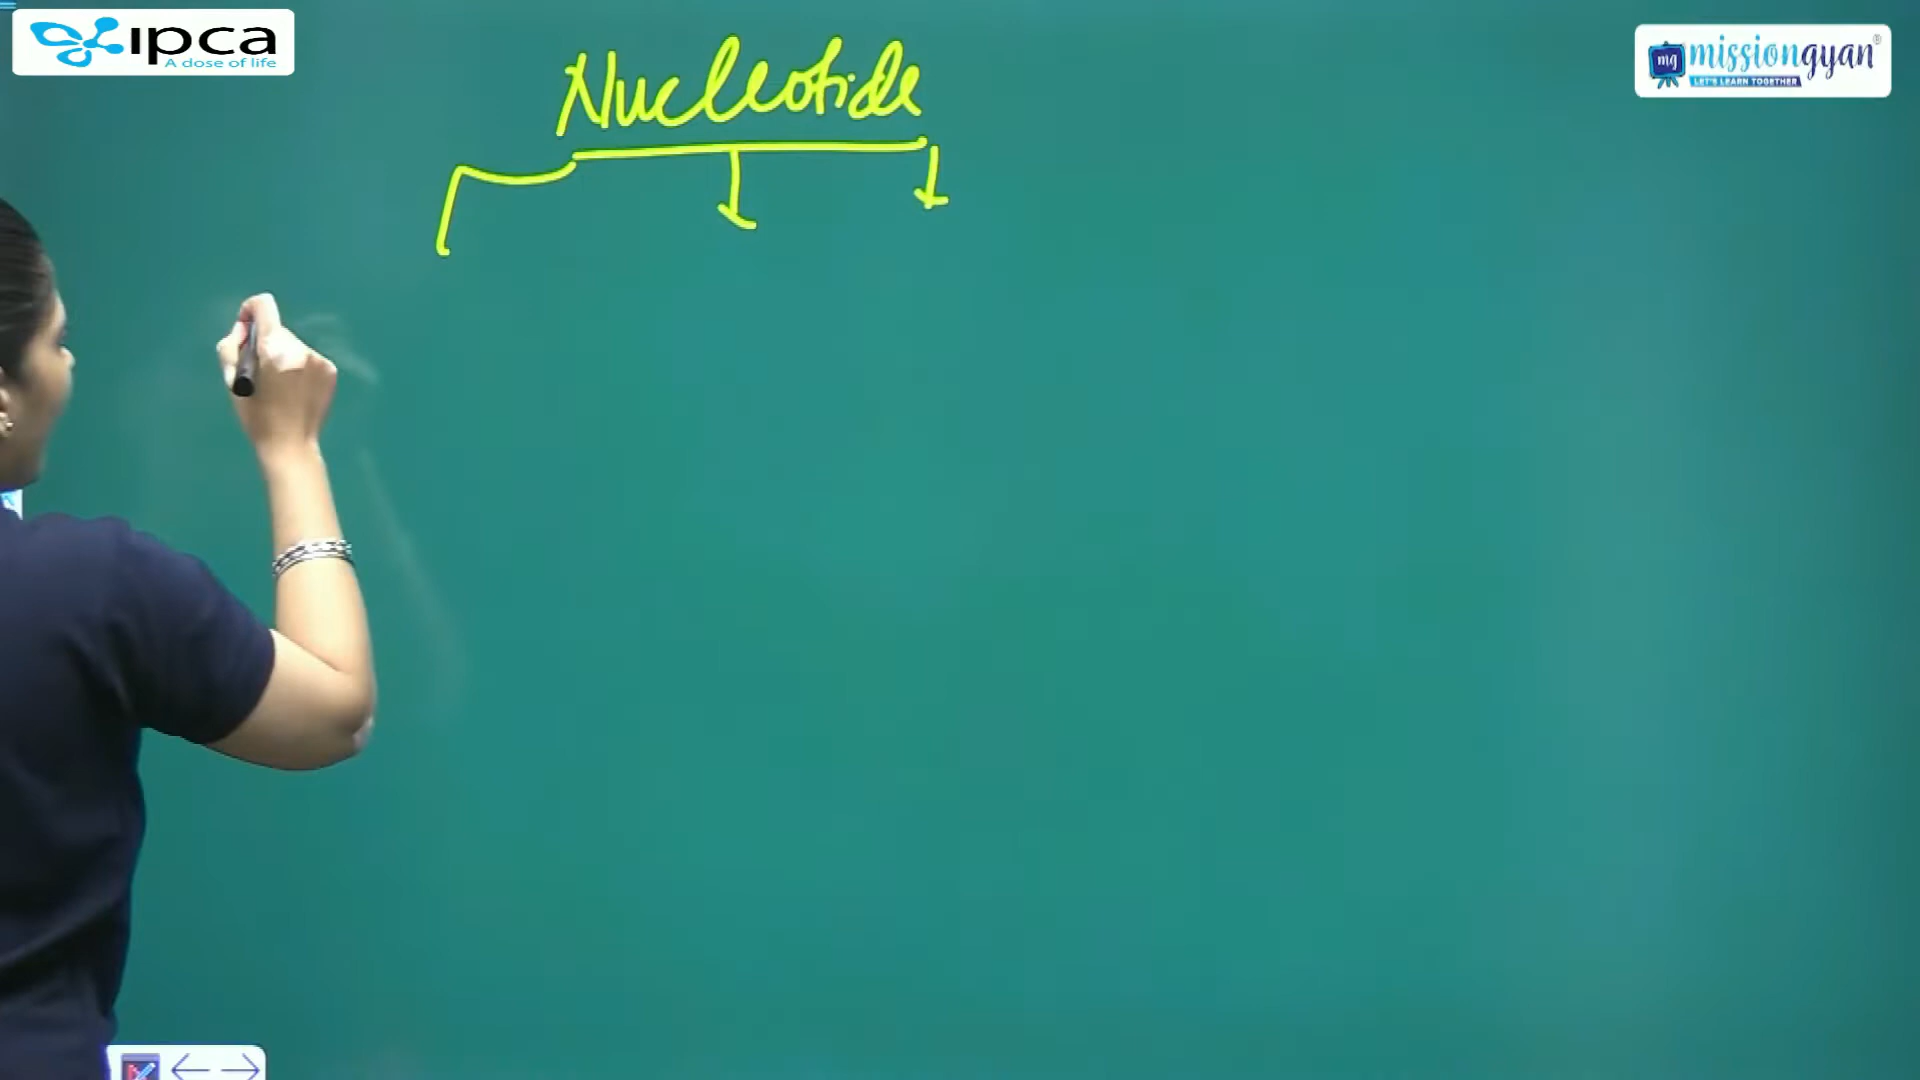 ipca
A dose of life
mg missiongyan®
LET'S LEARN TOGETHER
Nucleotide